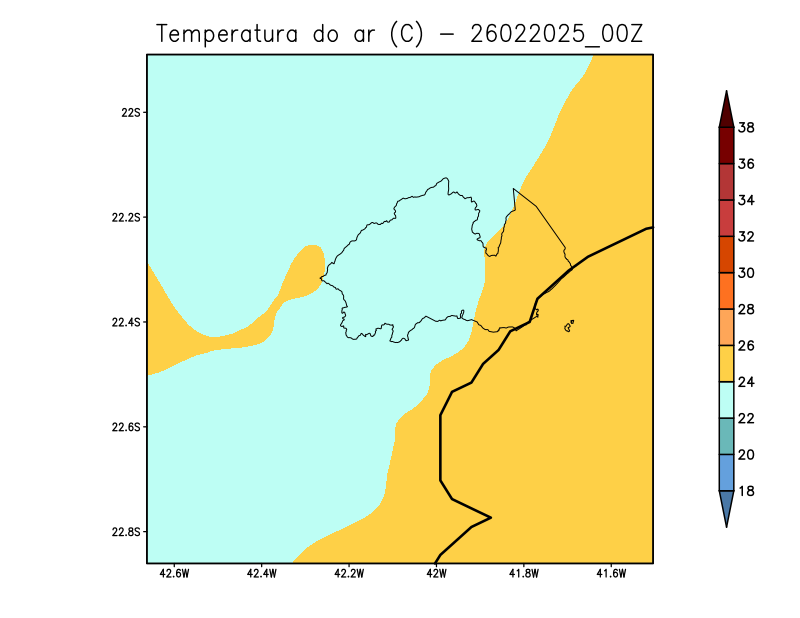 Temperatura do ar (C) - 26022025_00Z
22S
22.2S
22.4S
22.6S
22.8S
42.6W
42.4W
42.2W
42W
41.8W
41.6W
38
36
34
32
30
28
26
24
22
20
18